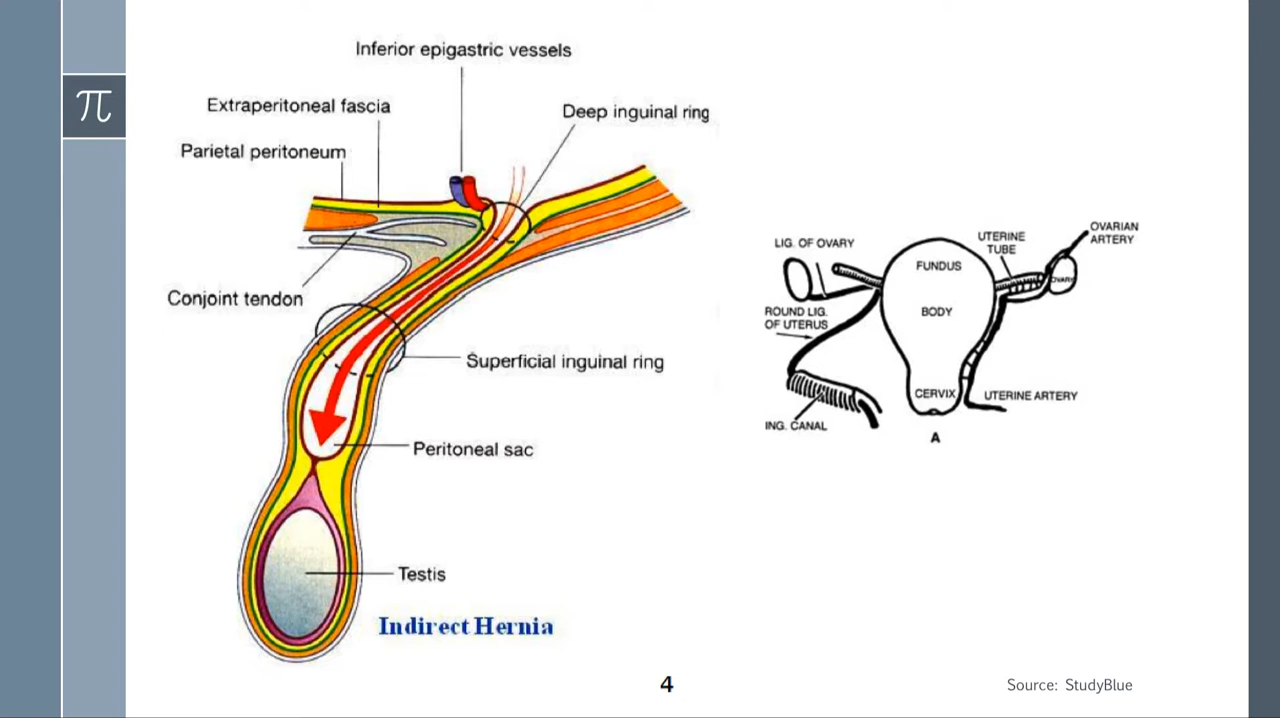 π
Inferior epigastric vessels
Extraperitoneal fascia
Deep inguinal ring
Parietal peritoneum
Conjoint tendon
Superficial inguinal ring
Peritoneal sac
Testis
Indirect Hernia
LIG. OF OVARY
UTERINE
TUBE
OVARIAN
ARTERY
FUNDUS
OVARY
ROUND LIG.
OF UTERUS
BODY
CERVIX
UTERINE ARTERY
ING. CANAL
A
4
Source: StudyBlue